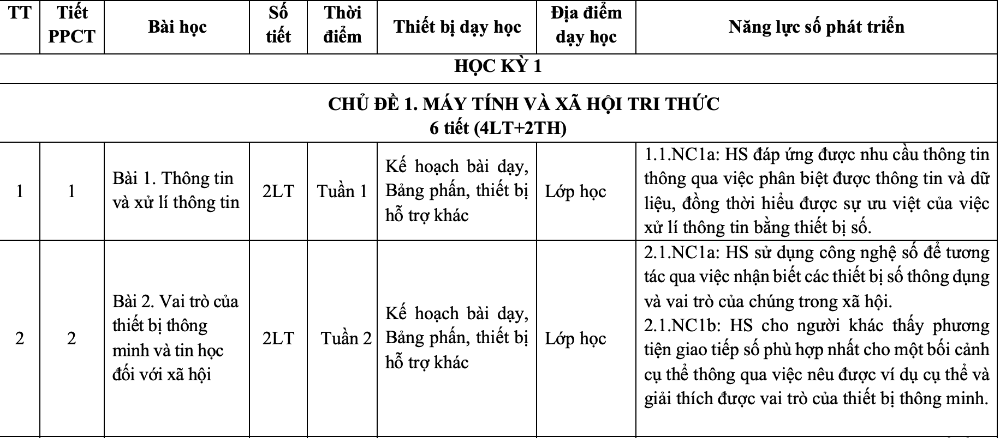 TT
Tiết
PPCT
Bài học
Số
tiết
Thời
điểm
Thiết bị dạy học
Địa điểm
dạy học
Năng lực số phát triển
HỌC KỲ 1
CHỦ ĐỀ 1. MÁY TÍNH VÀ XÃ HỘI TRI THỨC
6 tiết (4LT+2TH)
1
1
Bài 1. Thông tin
và xử lí thông tin
2LT
Tuần 1
Kế hoạch bài dạy,
Bảng phấn, thiết bị
hỗ trợ khác
Lớp học
1.1.NC1a: HS đáp ứng được nhu cầu thông tin
thông qua việc phân biệt được thông tin và dữ
liệu, đồng thời hiểu được sự ưu việt của việc
xử lí thông tin bằng thiết bị số.
2
2
Bài 2. Vai trò của
thiết bị thông
minh và tin học
đối với xã hội
2LT
Tuần 2
Kế hoạch bài dạy,
Bảng phấn, thiết bị
hỗ trợ khác
Lớp học
2.1.NC1a: HS sử dụng công nghệ số để tương
tác qua việc nhận biết các thiết bị số thông dụng
và vai trò của chúng trong xã hội.
2.1.NC1b: HS cho người khác thấy phương
tiện giao tiếp số phù hợp nhất cho một bối cảnh
cụ thể thông qua việc nêu được ví dụ cụ thể và
giải thích được vai trò của thiết bị thông minh.